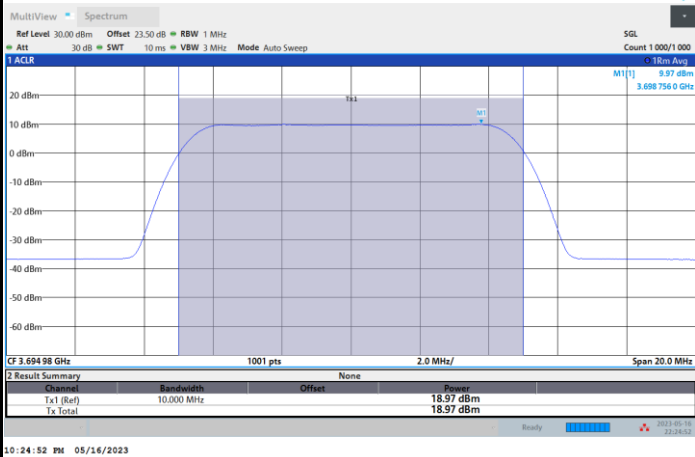 MultiView Spectrum
Ref Level 30.00 dBm Offset 23.50 dB RBW 1 MHz SGL
Att 30 dB SWT 10 ms VBW 3 MHz Mode Auto Sweep Count 1 000/1 000
1 ACLR 1Rm Avg
M1[1] 9.97 dBm
3.698 756 0 GHz
20 dBm
Tx1
M1
10 dBm
0 dBm
-10 dBm
-20 dBm
-30 dBm
-40 dBm
-50 dBm
-60 dBm
CF 3.694 98 GHz 1001 pts 2.0 MHz/ Span 20.0 MHz
2 Result Summary None
Channel Bandwidth Offset Power
Tx1 (Ref) 10.000 MHz 18.97 dBm
Tx Total 18.97 dBm
Ready 2023-05-16
22:24:52
10:24:52 PM 05/16/2023